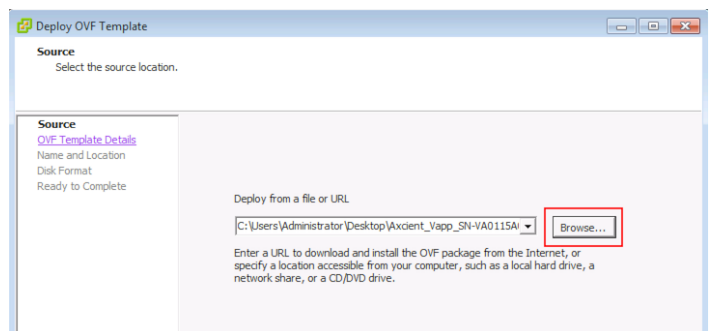 Deploy OVF Template
Source
Select the source location.
Source
OVF Template Details
Name and Location
Disk Format
Ready to Complete
Deploy from a file or URL
C:\Users\Administrator\Desktop\Axcient_Vapp_SN-VA0115A
Browse...
Enter a URL to download and install the OVF package from the Internet, or
specify a location accessible from your computer, such as a local hard drive, a
network share, or a CD/DVD drive.